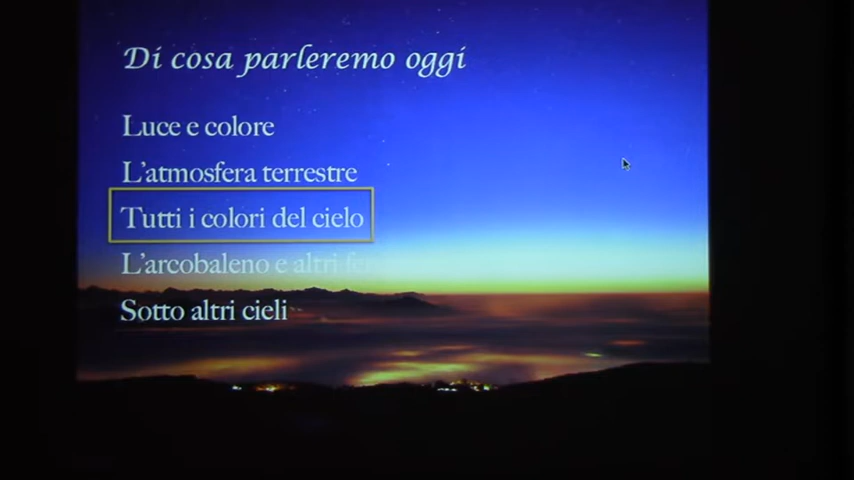 Di cosa parleremo oggi
Luce e colore
L'atmosfera terrestre
Tutti i colori del cielo
L'arcobaleno e altri
Sotto altri cieli